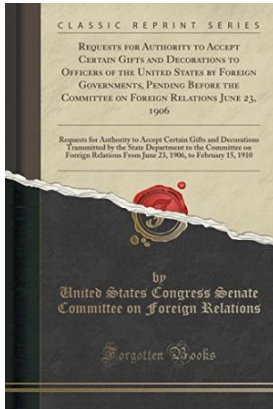 CLASSIC REPRINT SERIES
REQUESTS FOR AUTHORITY TO ACCEPT
CERTAIN GIFTS AND DECORATIONS TO
OFFICERS OF THE UNITED STATES BY FOREIGN
GOVERNMENTS, PENDING BEFORE THE
COMMITTEE ON FOREIGN RELATIONS JUNE 23,
1906
Requests for Authority to Accept Certain Gifts and Decorations
Transmitted by the State Department to the Committee on
Foreign Relations From June 23, 1906, to February 15, 1910
by
United States Congress Senate
Committee on Foreign Relations
Forgotten Books